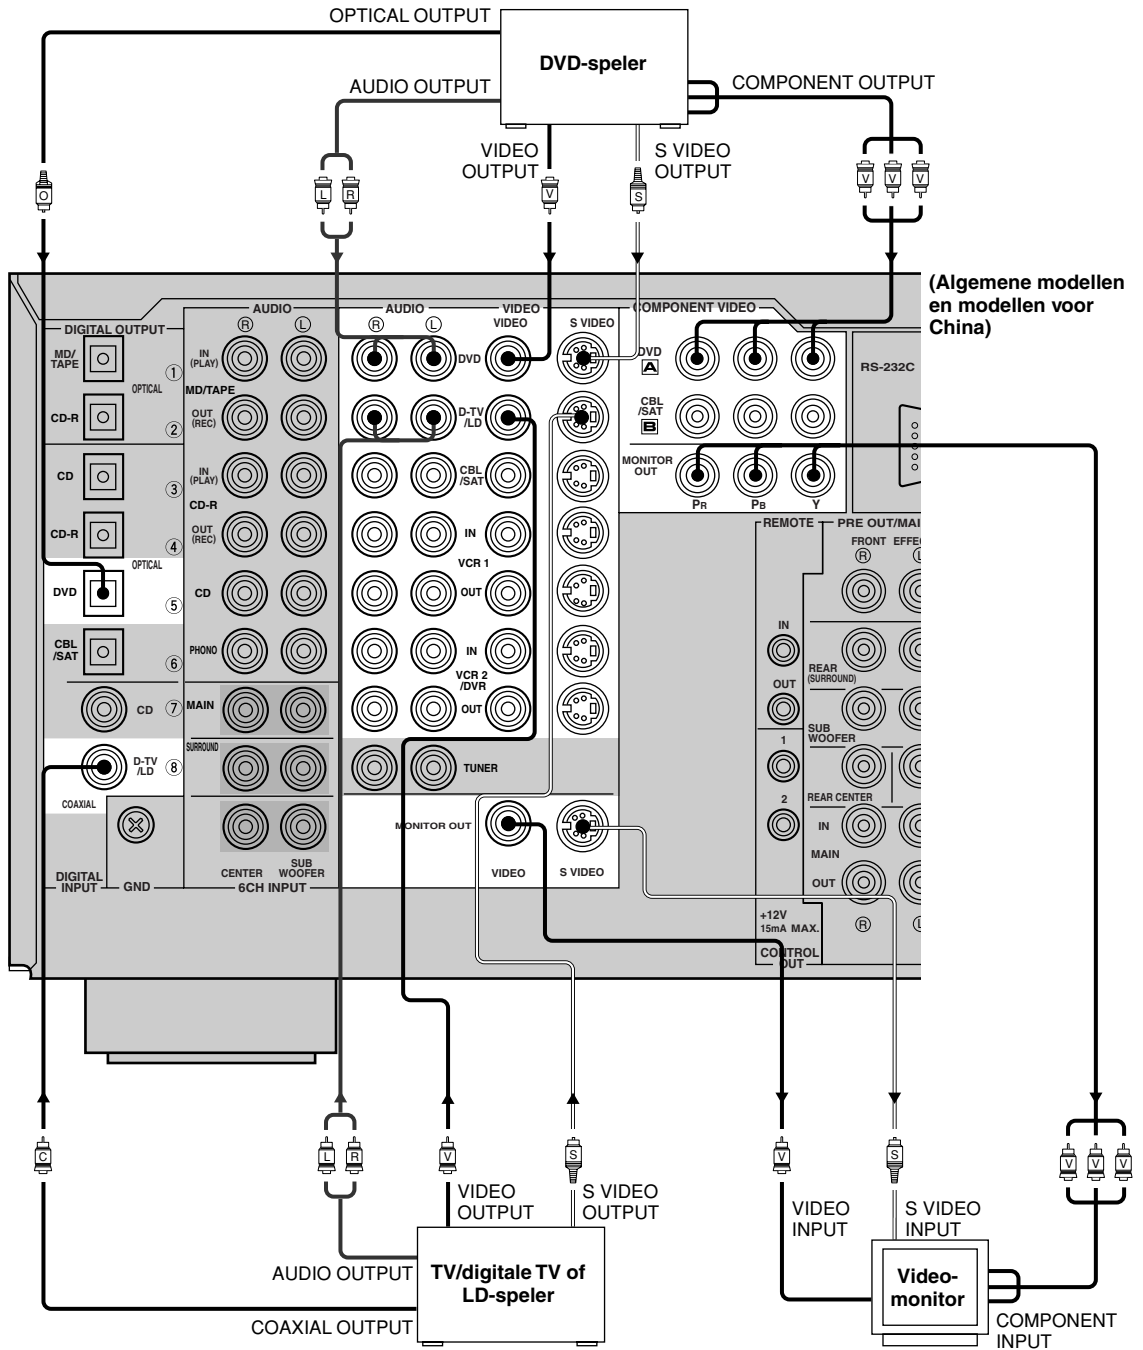 OPTICAL OUTPUT
DVD-speler
AUDIO OUTPUT
COMPONENT OUTPUT
VIDEO
OUTPUT
S VIDEO
OUTPUT
O
L
R
V
S
V
V
V
(Algemene modellen
en modellen voor
China)
DIGITAL OUTPUT
AUDIO
R
L
AUDIO
R
L
VIDEO
VIDEO
S VIDEO
COMPONENT VIDEO
MD/
TAPE
1
OPTICAL
CD-R
2
CD
3
CD-R
4
OPTICAL
DVD
5
CBL
/SAT
6
CD
7
D-TV
/LD
8
COAXIAL
DIGITAL
INPUT
GND
IN
(PLAY)
MD/TAPE
OUT
(REC)
IN
(PLAY)
CD-R
OUT
(REC)
CD
PHONO
MAIN
SURROUND
CENTER
SUB
WOOFER
6CH INPUT
DVD
D-TV
/LD
CBL
/SAT
IN
VCR 1
OUT
IN
VCR 2
/DVR
OUT
TUNER
MONITOR OUT
VIDEO
S VIDEO
DVD
A
CBL
/SAT
B
MONITOR
OUT
PR
PB
Y
RS-232C
REMOTE
IN
OUT
1
2
+12V
15mA MAX.
CONTROL
OUT
PRE OUT/MAI
FRONT
EFFE
R
L
REAR
(SURROUND)
SUB
WOOFER
REAR CENTER
IN
MAIN
OUT
R
L
C
L
R
V
S
V
S
V
V
V
VIDEO
OUTPUT
S VIDEO
OUTPUT
VIDEO
INPUT
S VIDEO
INPUT
AUDIO OUTPUT
TV/digitale TV of
LD-speler
COAXIAL OUTPUT
Video-
monitor
COMPONENT
INPUT